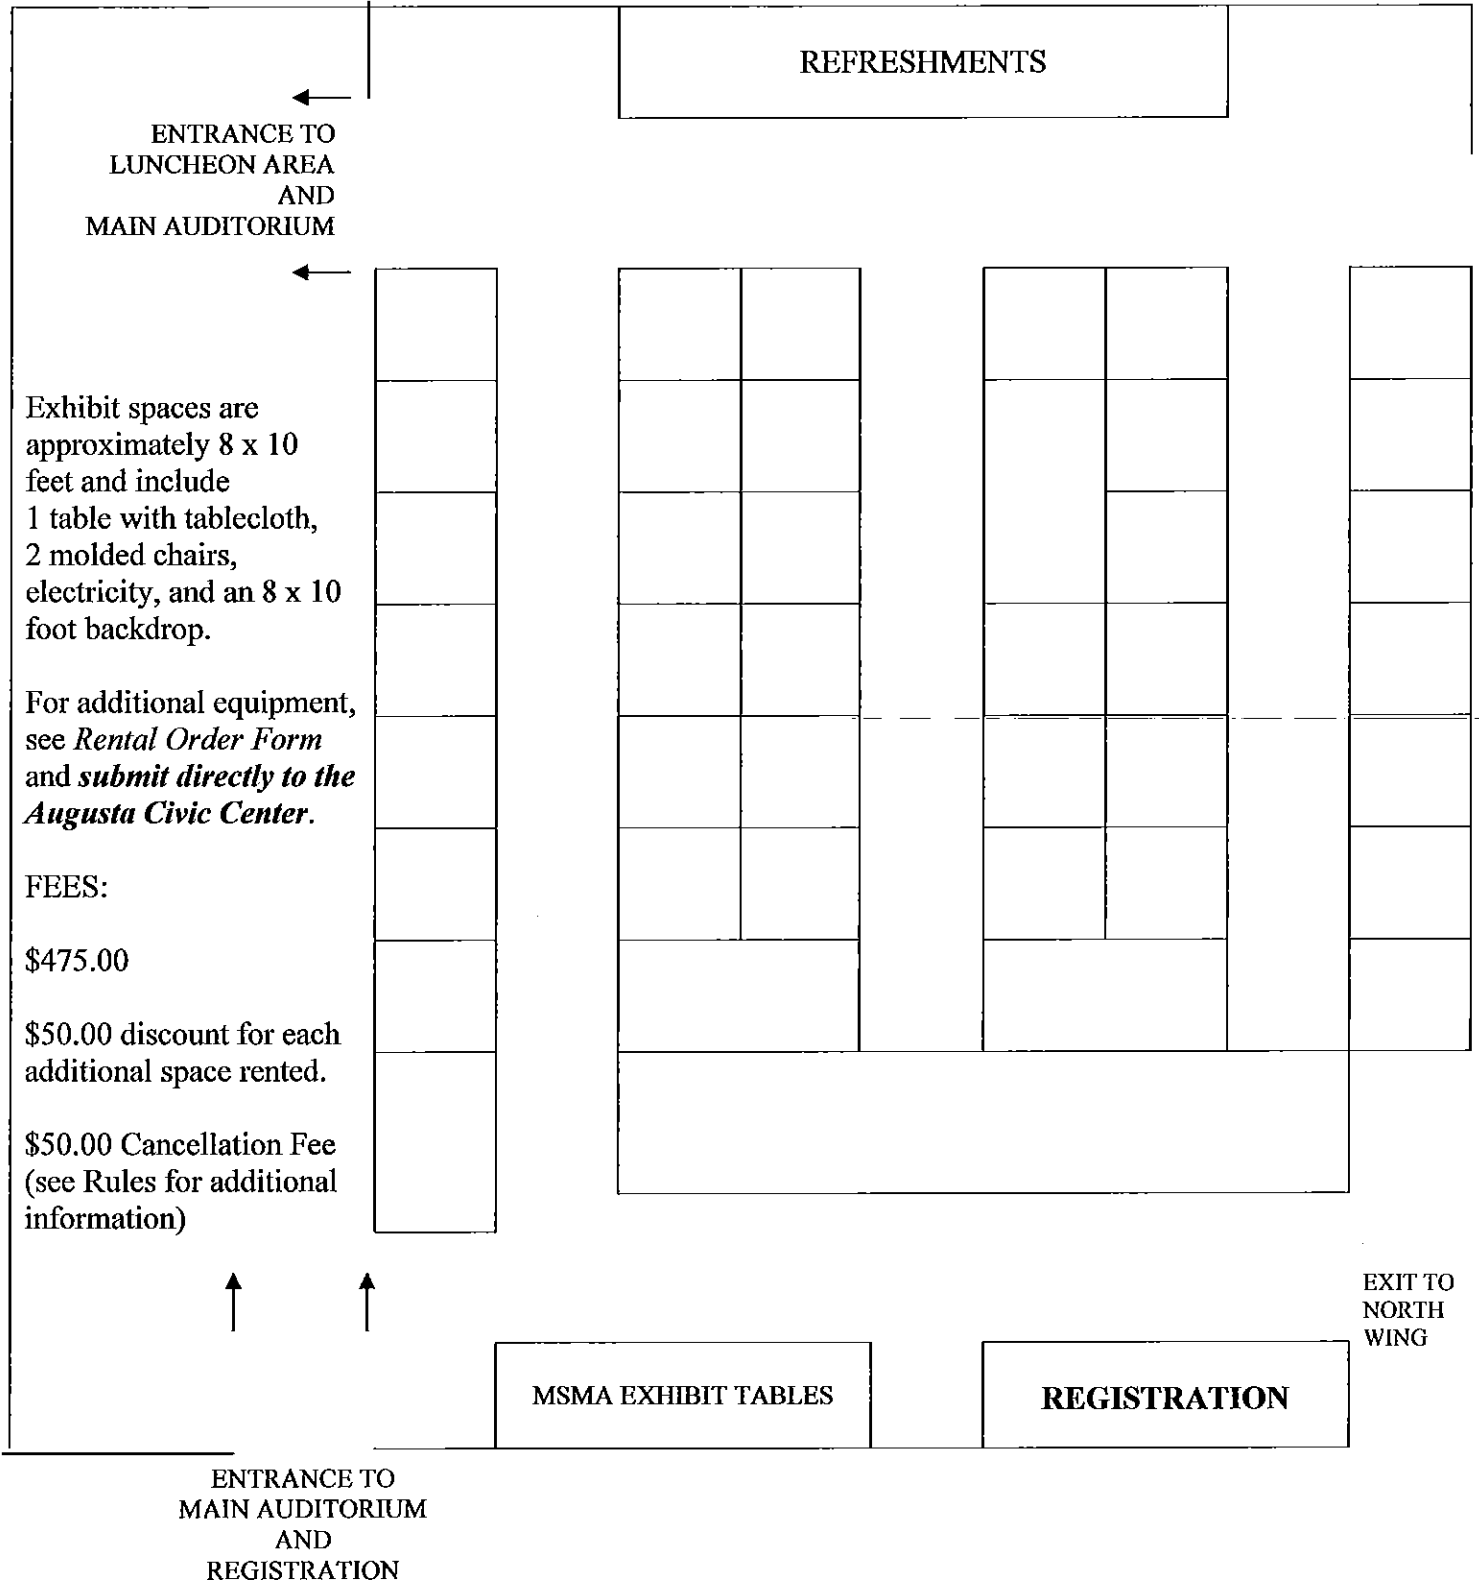 REFRESHMENTS
ENTRANCE TO
LUNCHEON AREA
AND
MAIN AUDITORIUM
Exhibit spaces are
approximately 8 x 10
feet and include
1 table with tablecloth,
2 molded chairs,
electricity, and an 8 x 10
foot backdrop.
For additional equipment,
see Rental Order Form
and submit directly to the
Augusta Civic Center.
FEES:
$475.00
$50.00 discount for each
additional space rented.
$50.00 Cancellation Fee
(see Rules for additional
information)
EXIT TO
NORTH
WING
MSMA EXHIBIT TABLES
REGISTRATION
ENTRANCE TO
MAIN AUDITORIUM
AND
REGISTRATION